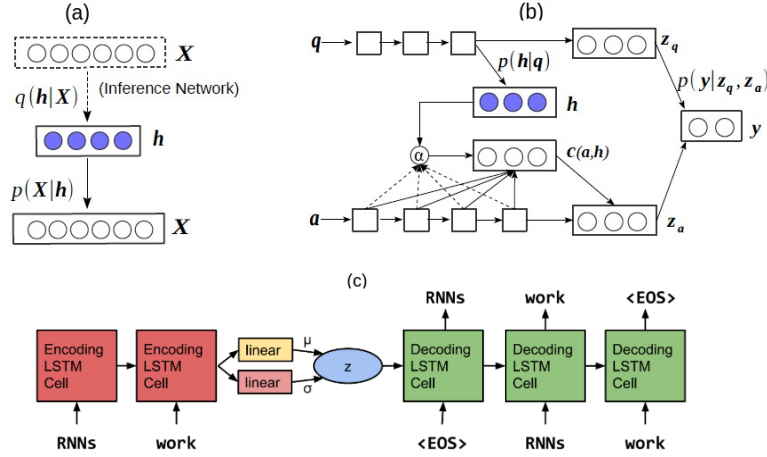 (a)
X
q(h|X)
(Inference Network)
h
p(X|h)
X
(b)
q
z_q
p(h|q)
p(y|z_q, z_a)
h
y
α
c(a,h)
a
z_a
(c)
RNNs work <EOS>
Encoding
LSTM
Cell
Encoding
LSTM
Cell
linear
μ
linear
σ
z
Decoding
LSTM
Cell
Decoding
LSTM
Cell
Decoding
LSTM
Cell
RNNs work <EOS> RNNs work